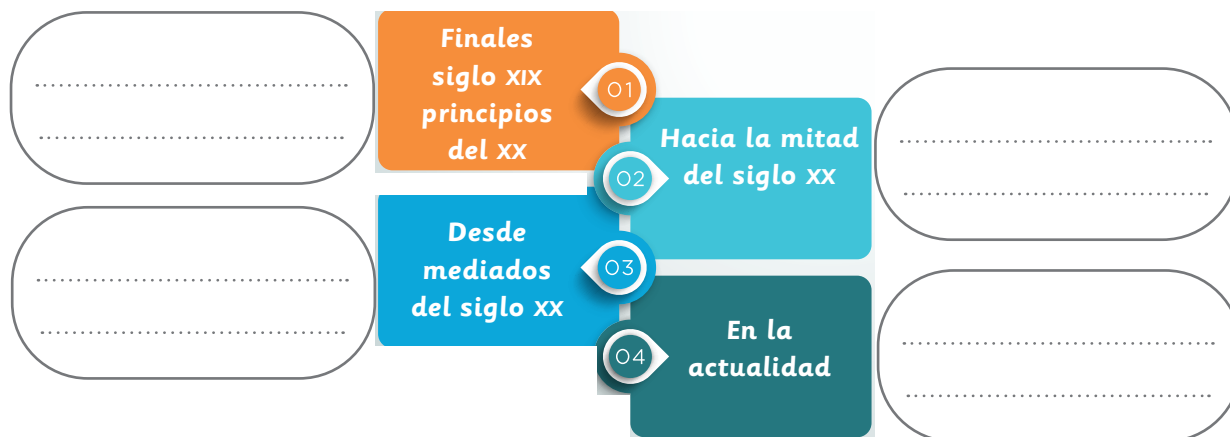 Finales
siglo XIX
principios
del XX
01
Hacia la mitad
del siglo XX
02
Desde
mediados
del siglo XX
03
En la
actualidad
04